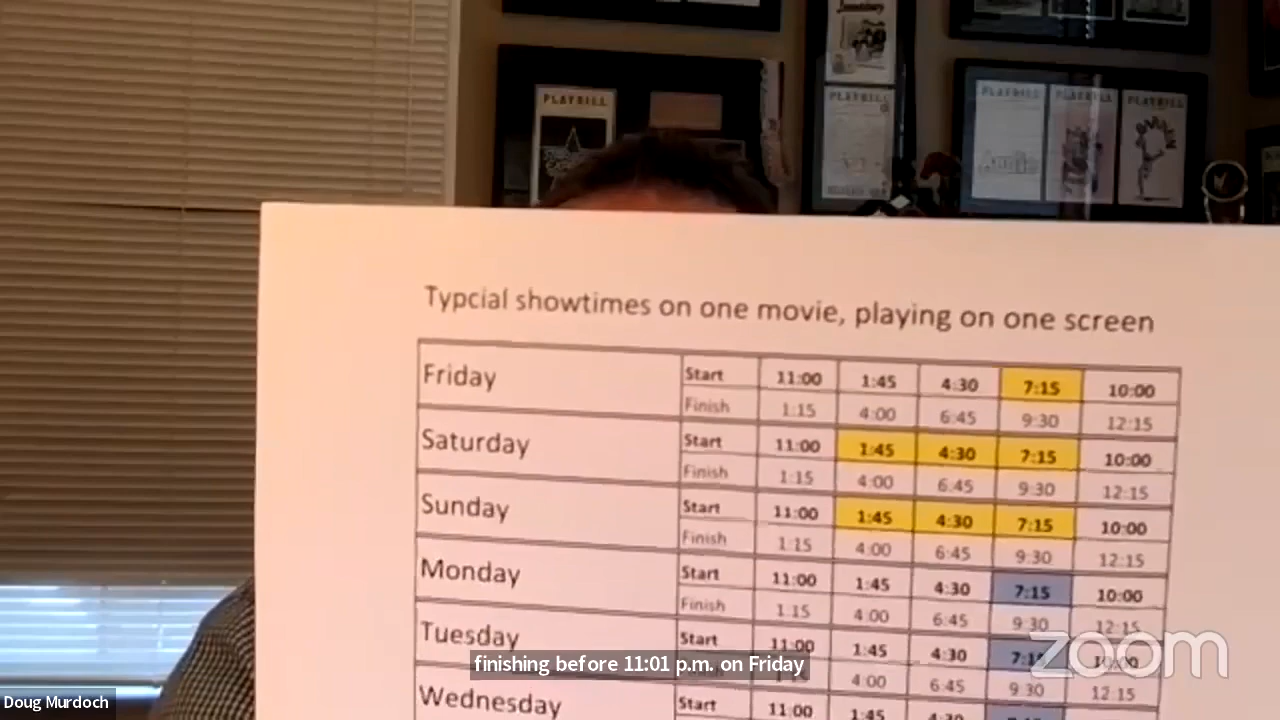 PLAYBILL
PLAYBILL
PLAYBILL
PLAYBILL
PLAYBILL
Typcial showtimes on one movie, playing on one screen
Friday Start 11:00 1:45 4:30 7:15 10:00
Finish 1:15 4:00 6:45 9:30 12:15
Saturday Start 11:00 1:45 4:30 7:15 10:00
Finish 1:15 4:00 6:45 9:30 12:15
Sunday Start 11:00 1:45 4:30 7:15 10:00
Finish 1:15 4:00 6:45 9:30 12:15
Monday Start 11:00 1:45 4:30 7:15 10:00
Finish 1:15 4:00 6:45 9:30 12:15
Tuesday Start 11:00 1:45 4:30 7:15 10:00
4:00 6:45 9:30 12:15
Wednesday Start 11:00 1:45 4:30
finishing before 11:01 p.m. on Friday
zoom
Doug Murdoch